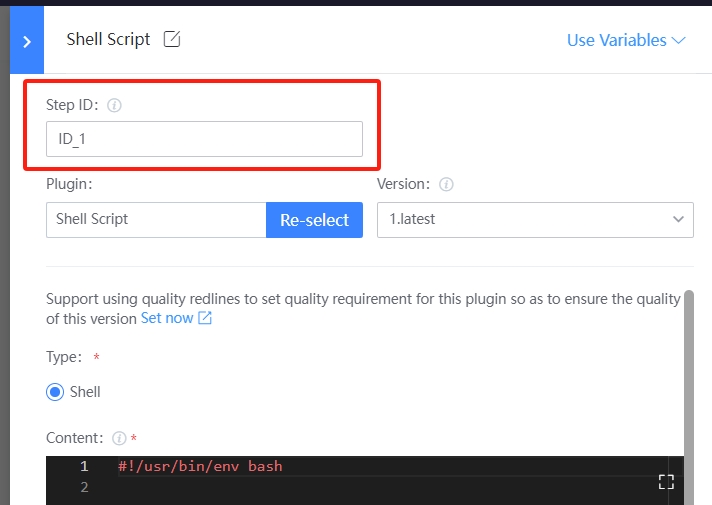 Shell Script
Use Variables
Step ID:
ID_1
Plugin:
Version:
Shell Script
Re-select
1.latest
Support using quality redlines to set quality requirement for this plugin so as to ensure the quality
of this version Set now
Type: *
Shell
Content: *
1 #!/usr/bin/env bash
2